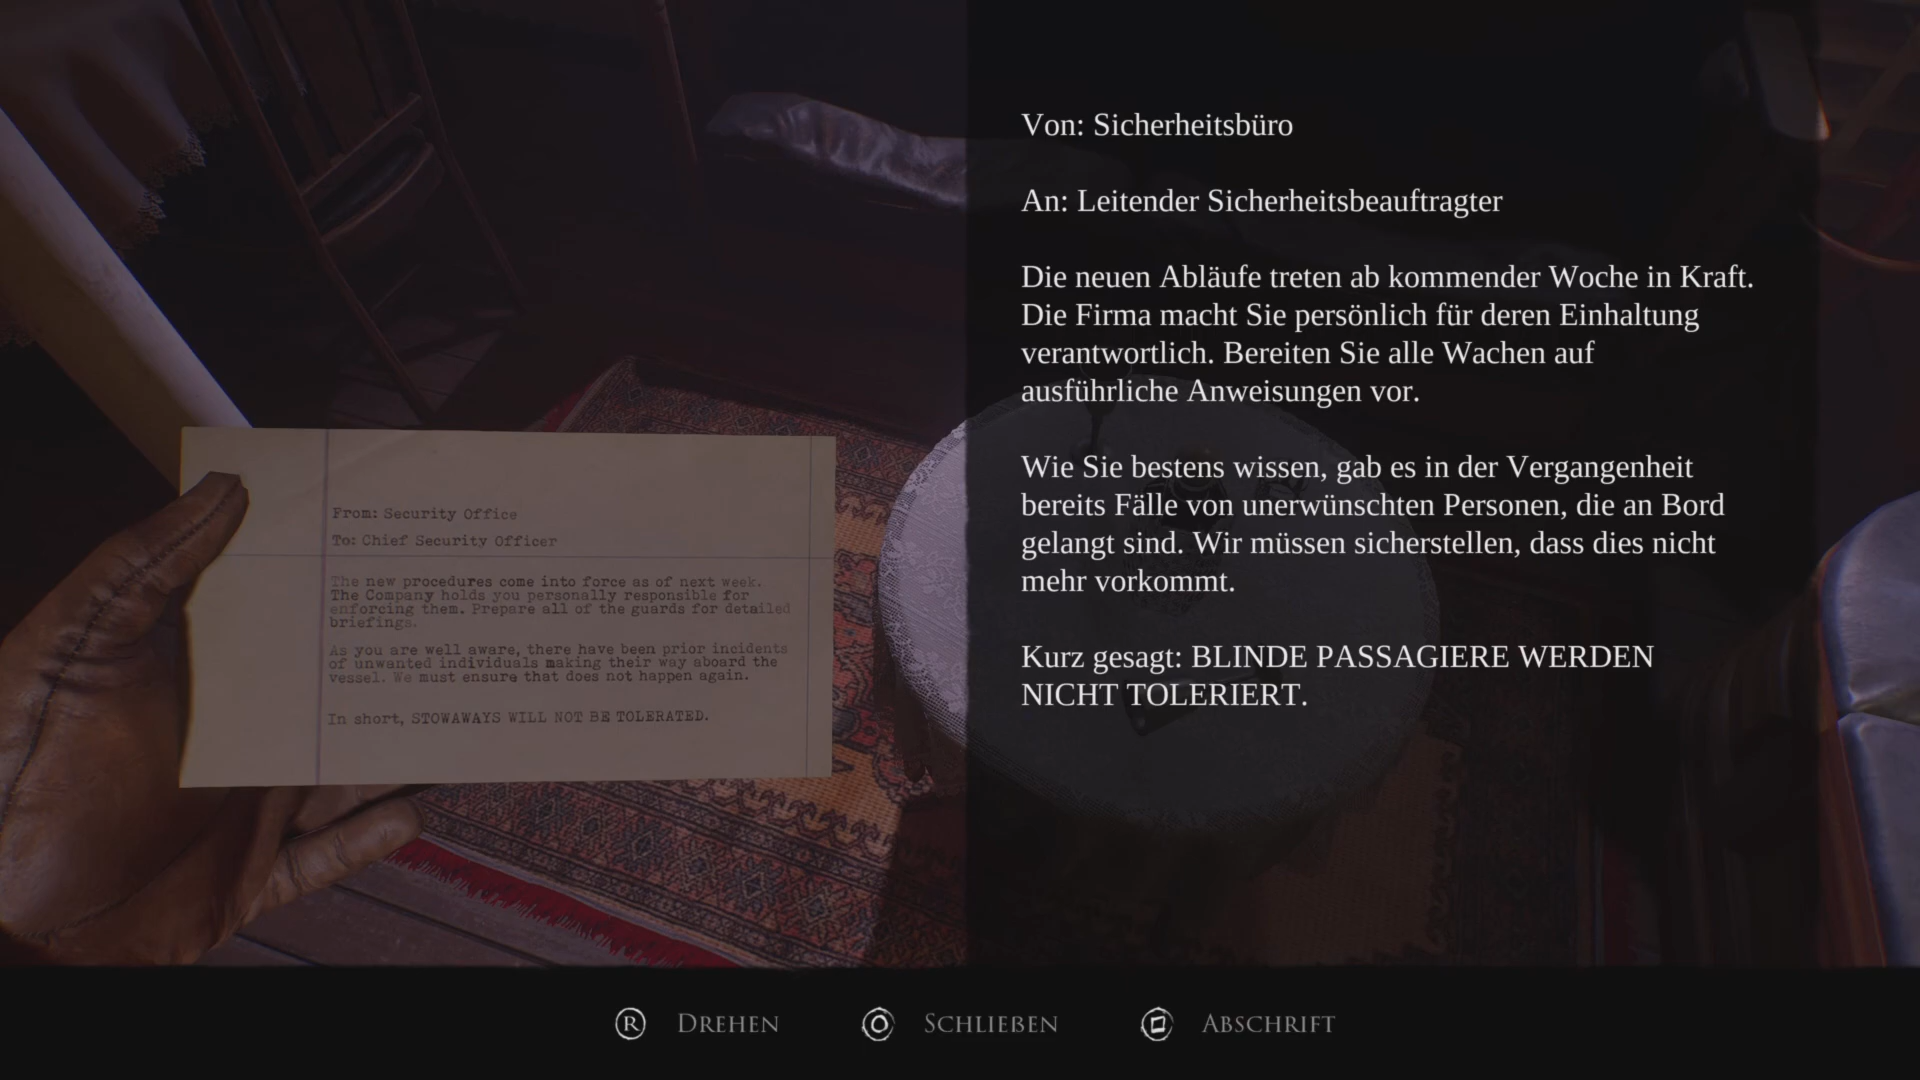 From: Security Office
To: Chief Security Officer
The new procedures come into force as of next week.
The Company holds you personally responsible for
enforcing them. Prepare all of the guards for detailed
briefings.
As you are well aware, there have been prior incidents
of unwanted individuals making their way aboard the
vessel. We must ensure that does not happen again.
In short, STOWAWAYS WILL NOT BE TOLERATED.
Von: Sicherheitsbüro
An: Leitender Sicherheitsbeauftragter
Die neuen Abläufe treten ab kommender Woche in Kraft.
Die Firma macht Sie persönlich für deren Einhaltung
verantwortlich. Bereiten Sie alle Wachen auf
ausführliche Anweisungen vor.
Wie Sie bestens wissen, gab es in der Vergangenheit
bereits Fälle von unerwünschten Personen, die an Bord
gelangt sind. Wir müssen sicherstellen, dass dies nicht
mehr vorkommt.
Kurz gesagt: BLINDE PASSAGIERE WERDEN
NICHT TOLERIERT.
R DREHEN SCHLIEßEN ABSCHRIFT